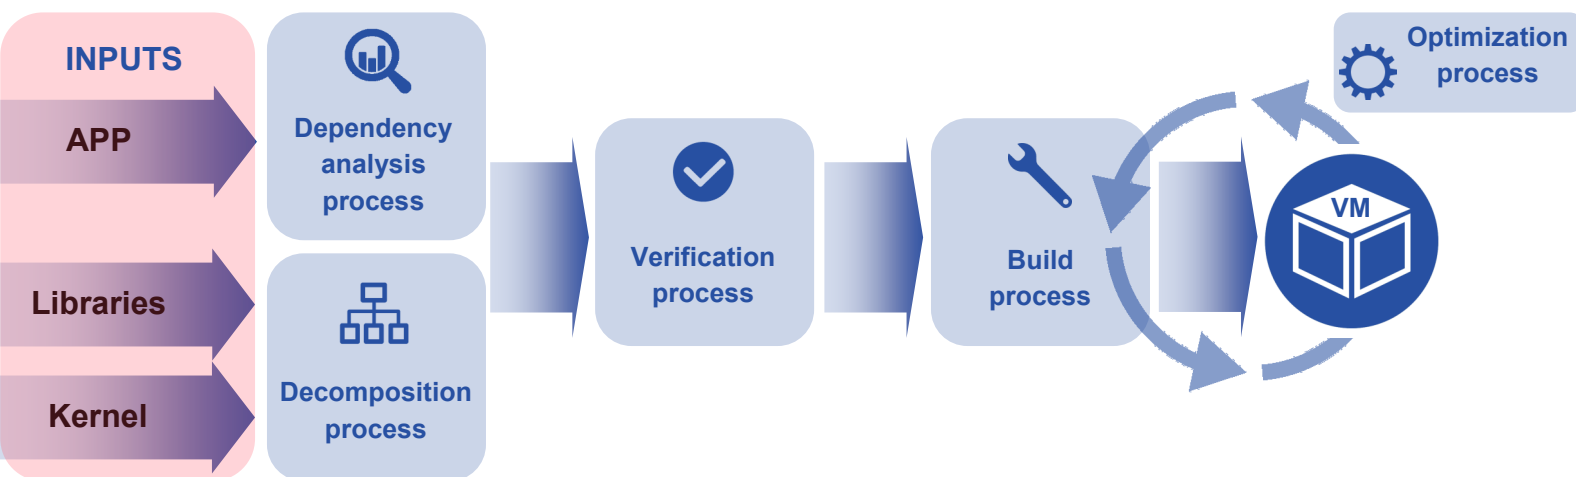 INPUTS
APP
Libraries
Kernel
Dependency
analysis
process
Decomposition
process
Verification
process
Build
process
VM
Optimization
process